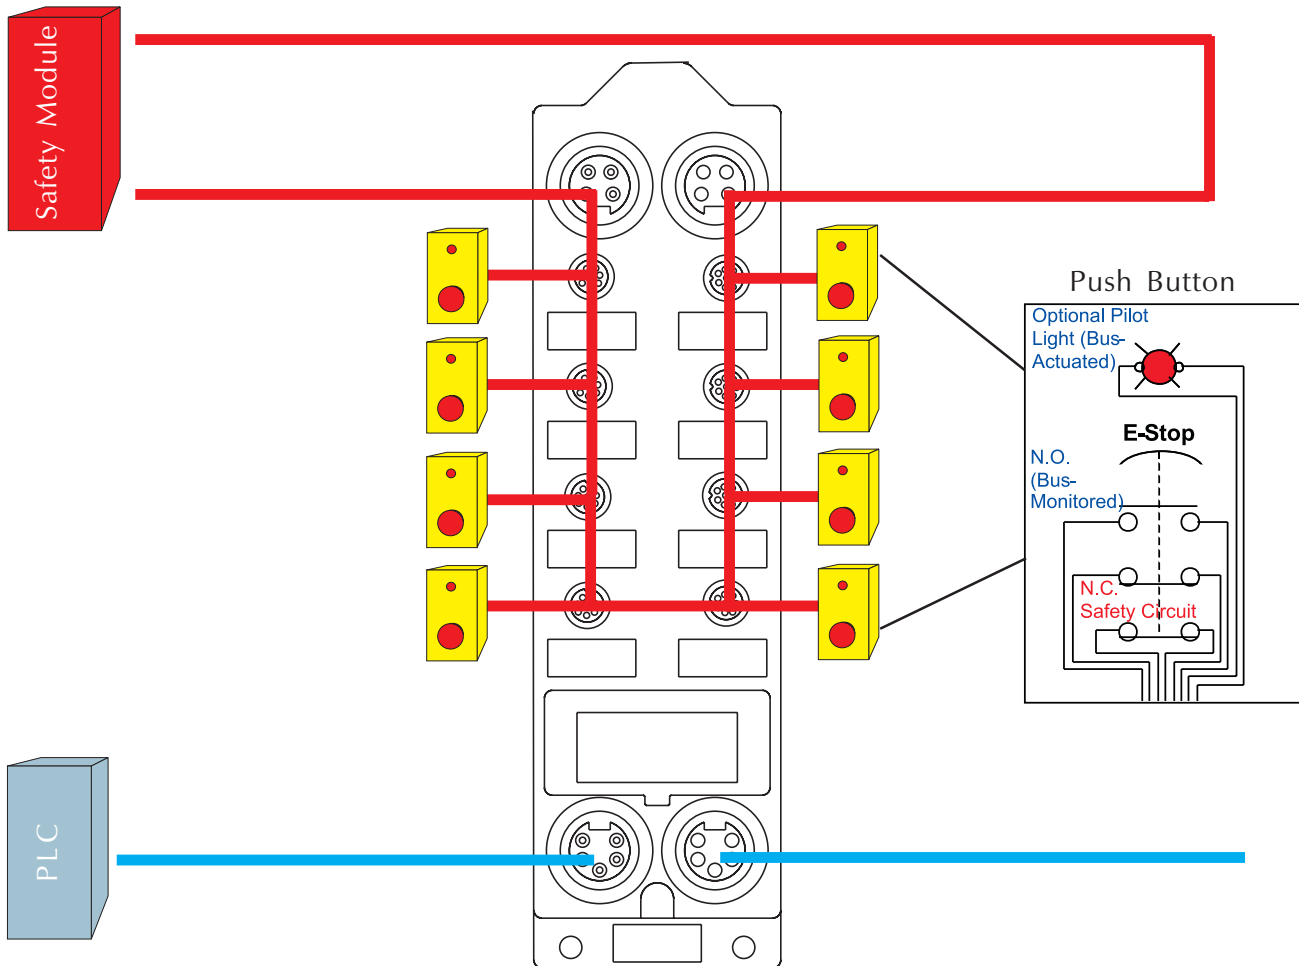 Safety Module
Push Button
Optional Pilot
Light (Bus-
Actuated)
E-Stop
N.O.
(Bus-
Monitored)
N.C.
Safety Circuit
PLC